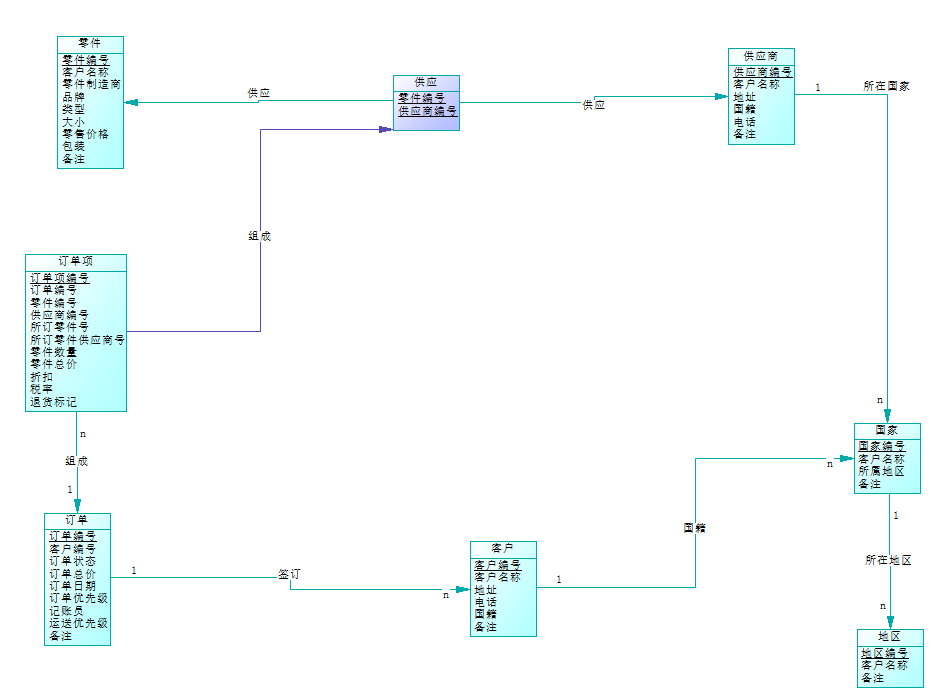 零件
零件编号
客户名称
零件制造商
品牌
类型
大小
零售价格
包装
备注
供应
供应
零件编号
供应商编号
供应
供应商
供应商编号
客户名称
地址
国籍
电话
备注
1
所在国家
n
组成
订单项
订单项编号
订单编号
零件编号
供应商编号
所订零件号
所订零件供应商号
零件数量
零件总价
折扣
税率
退货标记
n
组成
1
订单
订单编号
客户编号
订单状态
订单总价
订单日期
订单优先级
记账员
运送优先级
备注
1
签订
n
客户
客户编号
客户名称
地址
电话
国籍
备注
1
国籍
n
国家
国家编号
客户名称
所属地区
备注
1
所在地区
n
地区
地区编号
客户名称
备注